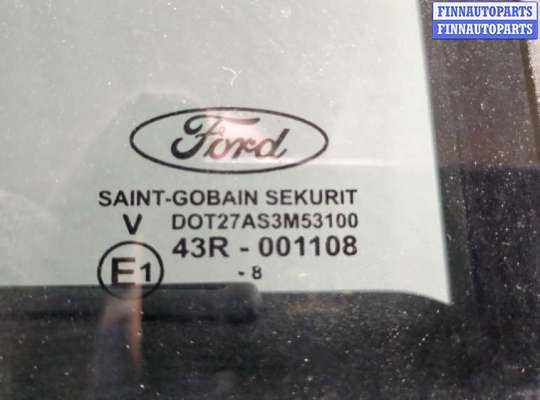 FINNAUTOPARTS
FINNAUTOPARTS
Ford
SAINT-GOBAIN SEKURIT
V DOT27AS3M53100
43R - 001108
E1
- 8